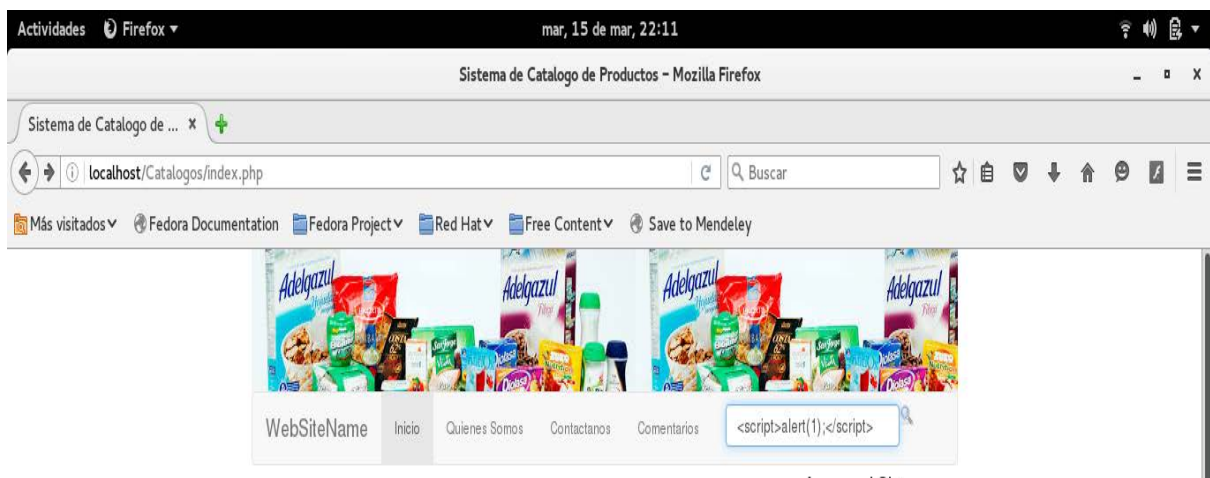 Actividades Firefox mar, 15 de mar, 22:11
Sistema de Catalogo de Productos - Mozilla Firefox
Sistema de Catalogo de ...
localhost/Catalogos/index.php Buscar
Más visitados Fedora Documentation Fedora Project Red Hat Free Content Save to Mendeley
Adelgazul Adelgazul Adelgazul Adelgazul
WebSiteName Inicio Quienes Somos Contactanos Comentarios <script>alert(1);</script>